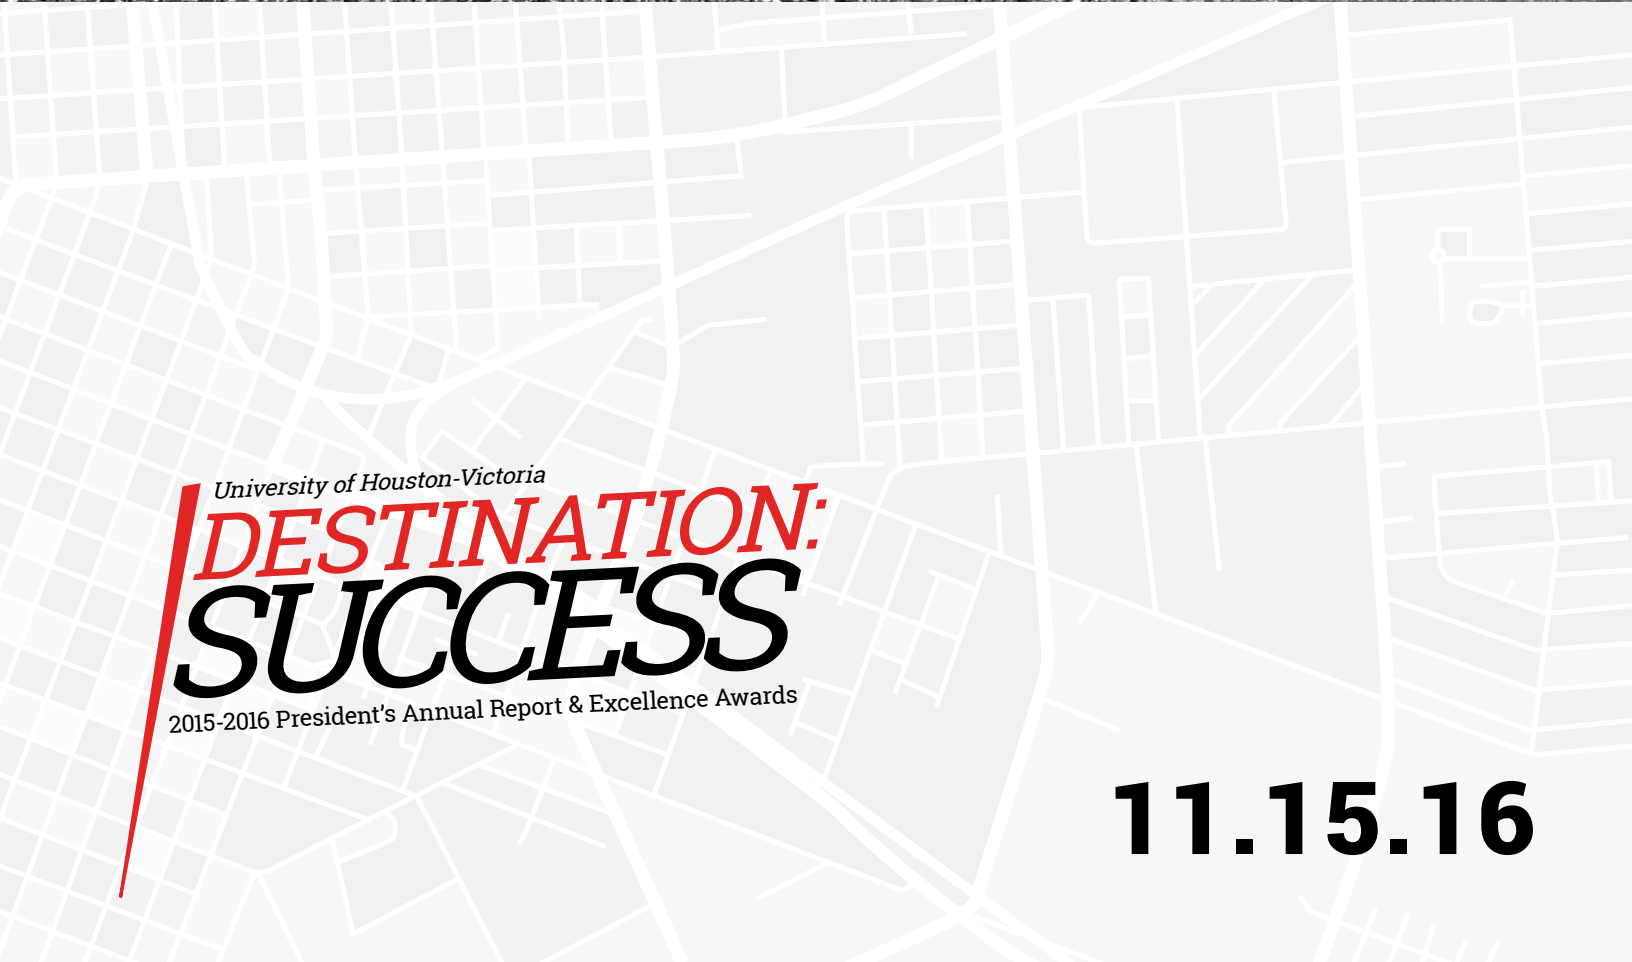 University of Houston-Victoria
DESTINATION:
SUCCESS
2015-2016 President's Annual Report & Excellence Awards
11.15.16